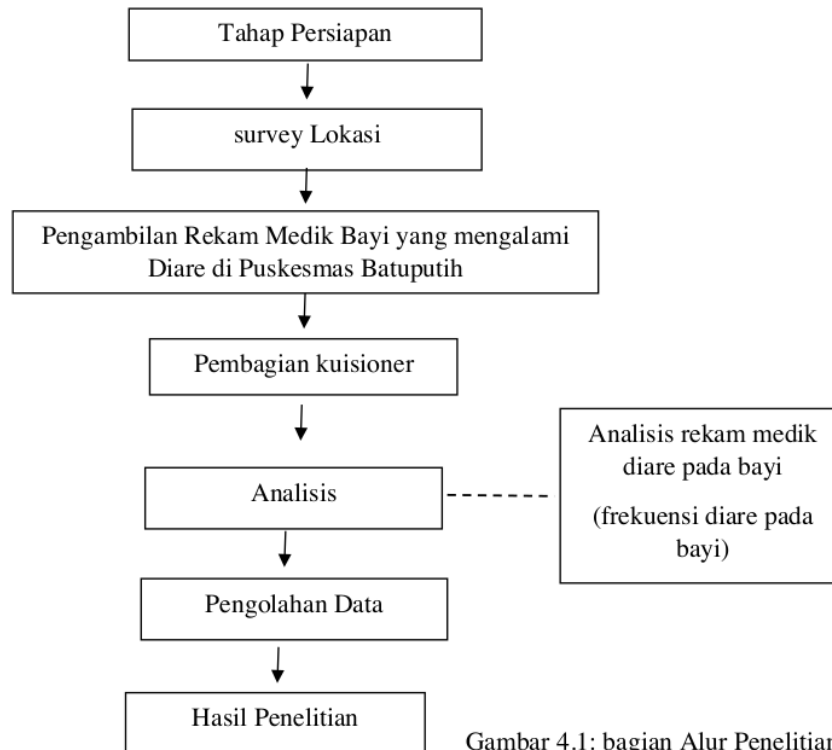 Tahap Persiapan
survey Lokasi
Pengambilan Rekam Medik Bayi yang mengalami
Diare di Puskesmas Batuputih
Pembagian kuisioner
Analisis
Analisis rekam medik
diare pada bayi
(frekuensi diare pada
bayi)
Pengolahan Data
Hasil Penelitian
Gambar 4.1: bagian Alur Penelitian